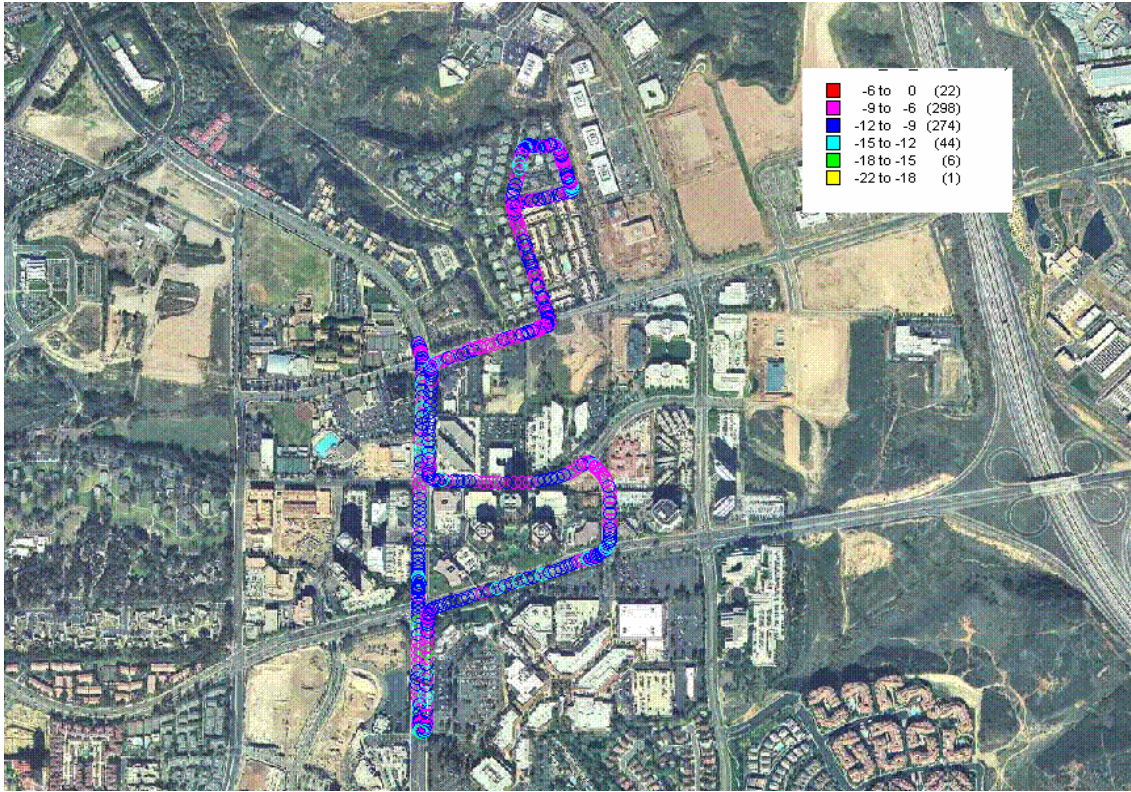 -6 to 0 (22)
-9 to -6 (298)
-12 to -9 (274)
-15 to -12 (44)
-18 to -15 (6)
-22 to -18 (1)